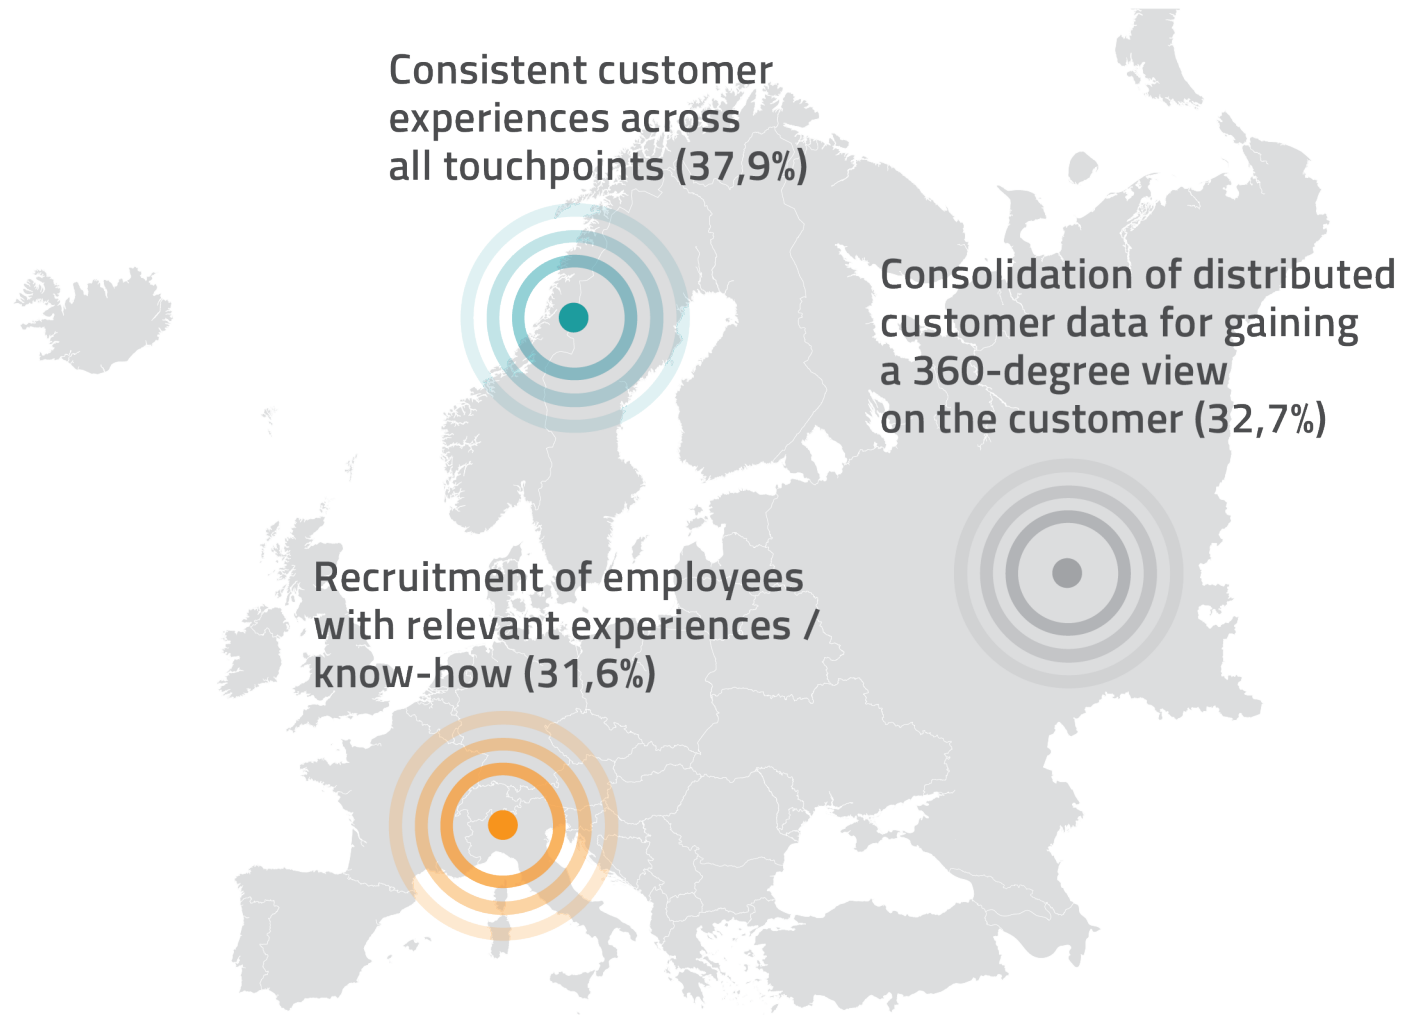 Consistent customer
experiences across
all touchpoints (37,9%)
Consolidation of distributed
customer data for gaining
a 360-degree view
on the customer (32,7%)
Recruitment of employees
with relevant experiences /
know-how (31,6%)